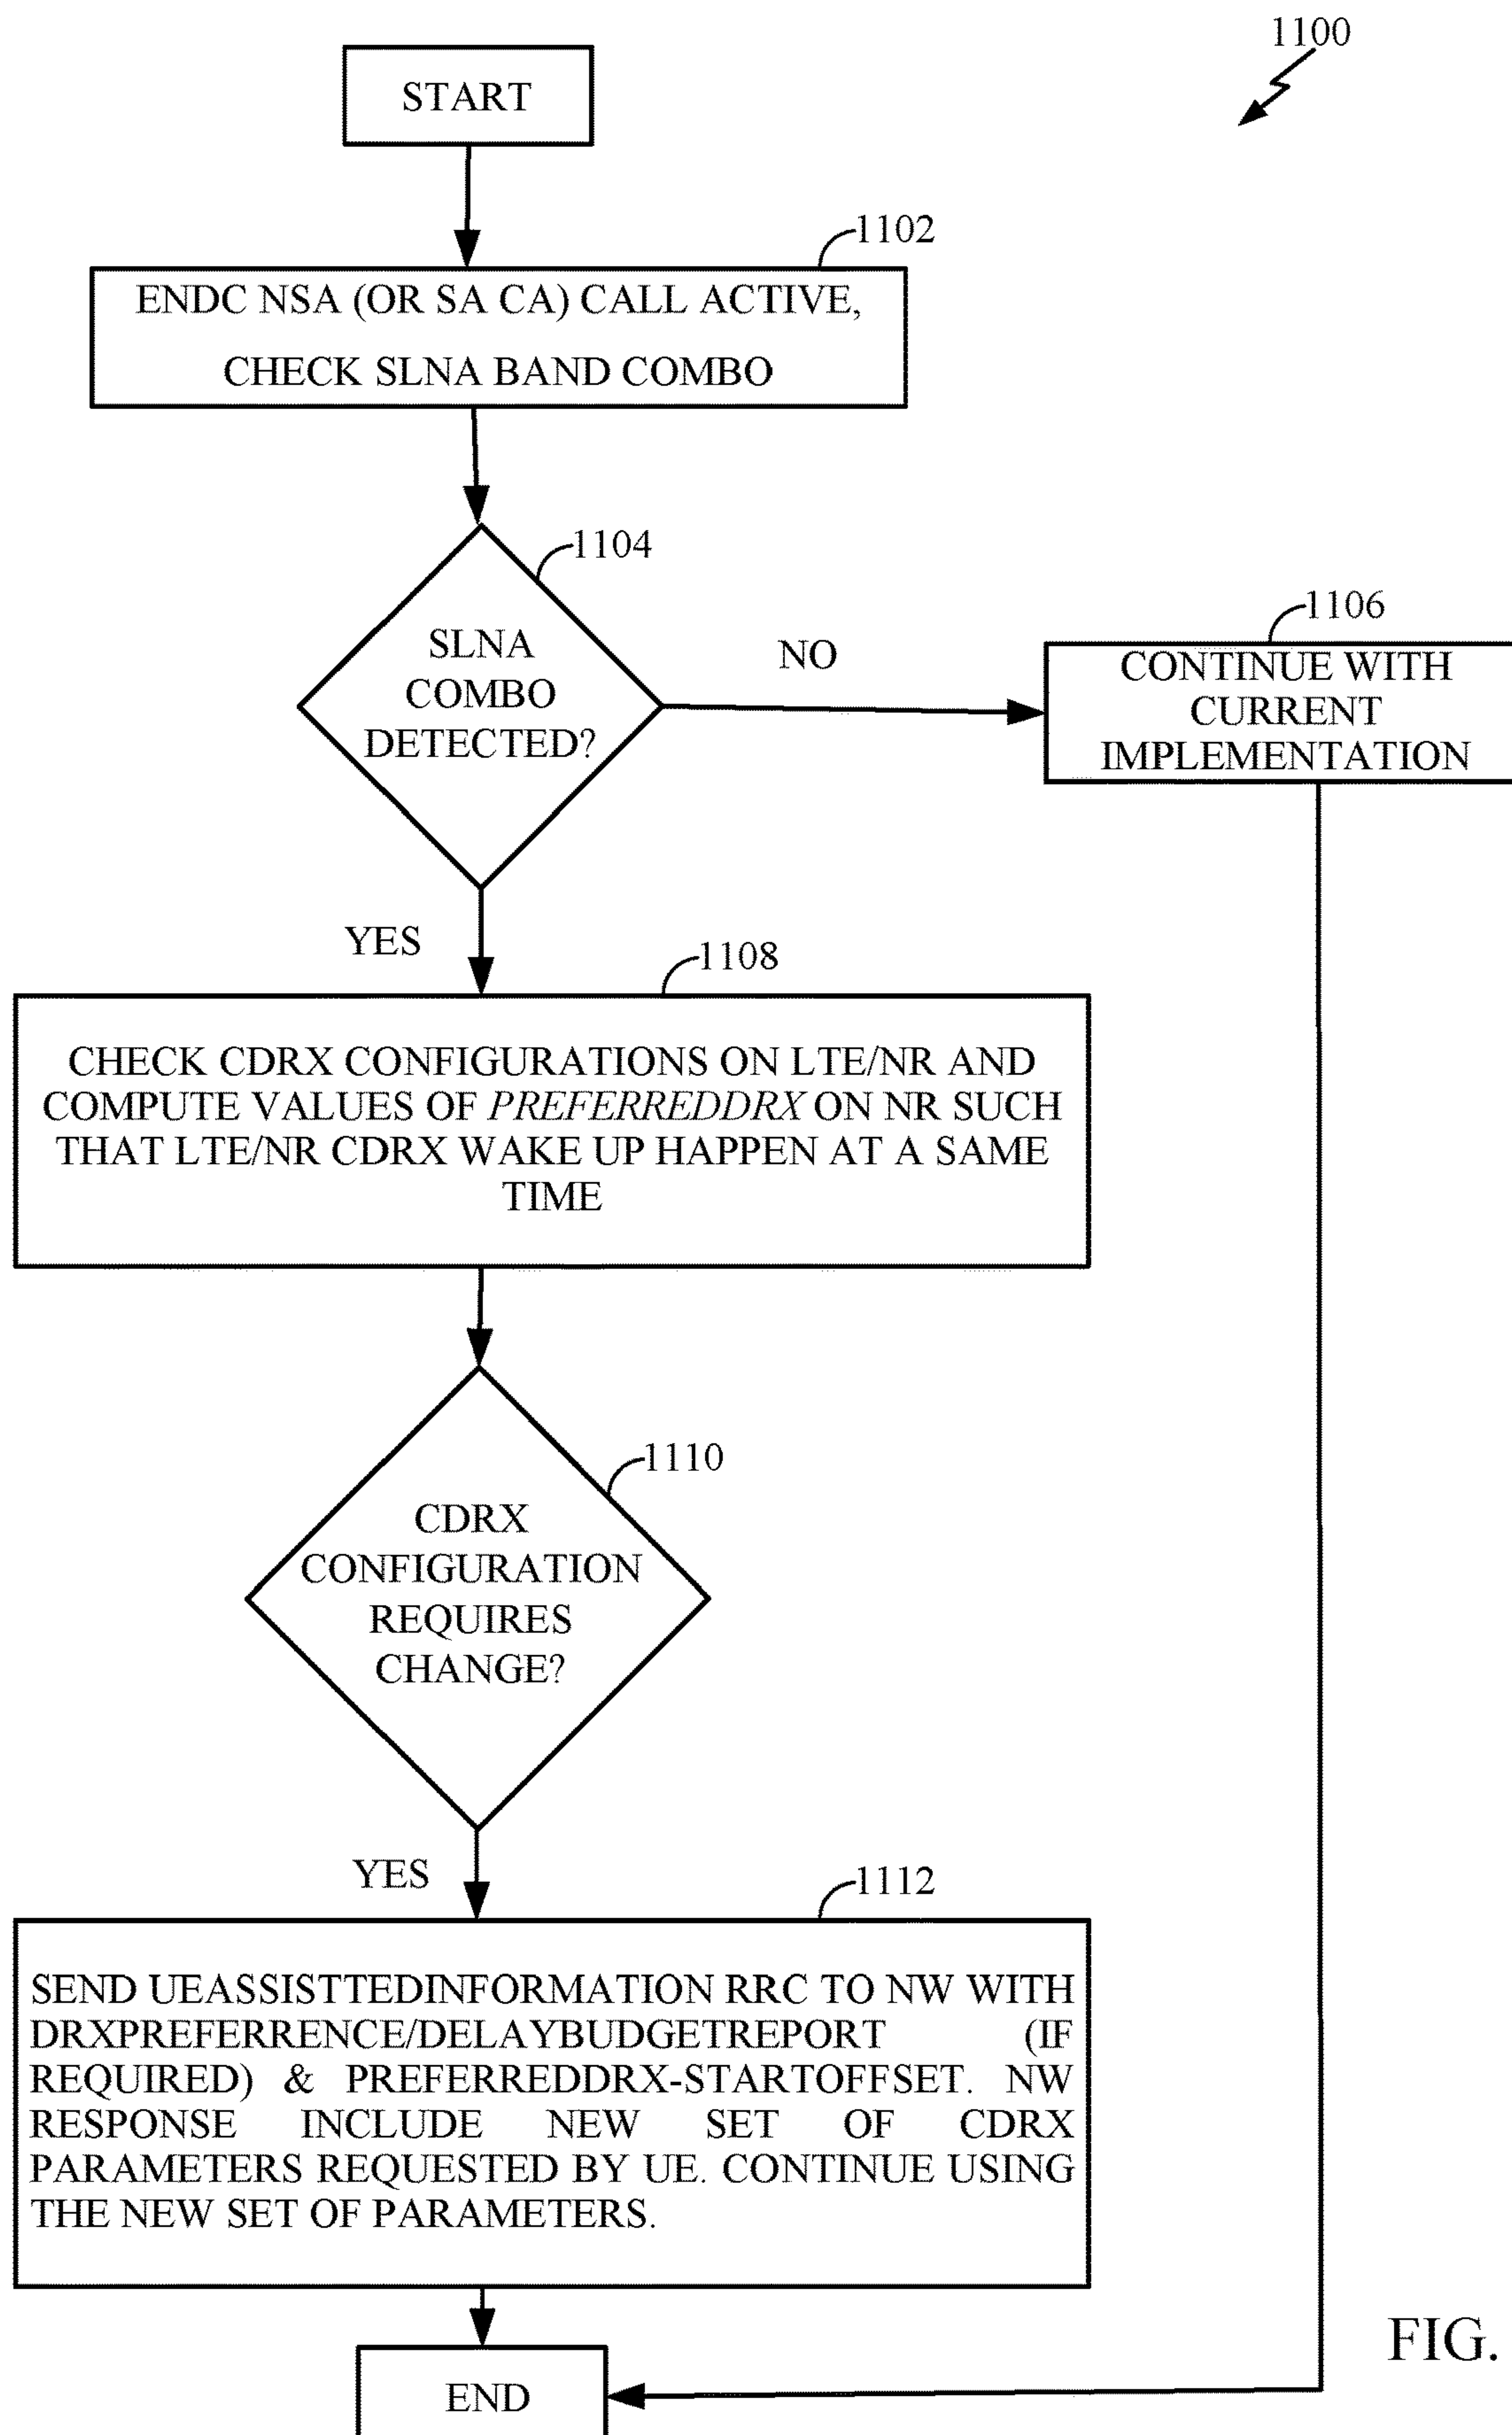 1100
START
1102
ENDC NSA (OR SA CA) CALL ACTIVE,
CHECK SLNA BAND COMBO
1104
SLNA
COMBO
DETECTED?
NO
1106
CONTINUE WITH
CURRENT
IMPLEMENTATION
YES
1108
CHECK CDRX CONFIGURATIONS ON LTE/NR AND
COMPUTE VALUES OF PREFERREDDRX ON NR SUCH
THAT LTE/NR CDRX WAKE UP HAPPEN AT A SAME
TIME
1110
CDRX
CONFIGURATION
REQUIRES
CHANGE?
YES
1112
SEND UEASSISTTEDINFORMATION RRC TO NW WITH
DRXPREFERRENCE/DELAYBUDGETREPORT (IF
REQUIRED) & PREFERREDDRX-STARTOFFSET. NW
RESPONSE INCLUDE NEW SET OF CDRX
PARAMETERS REQUESTED BY UE. CONTINUE USING
THE NEW SET OF PARAMETERS.
END
FIG.